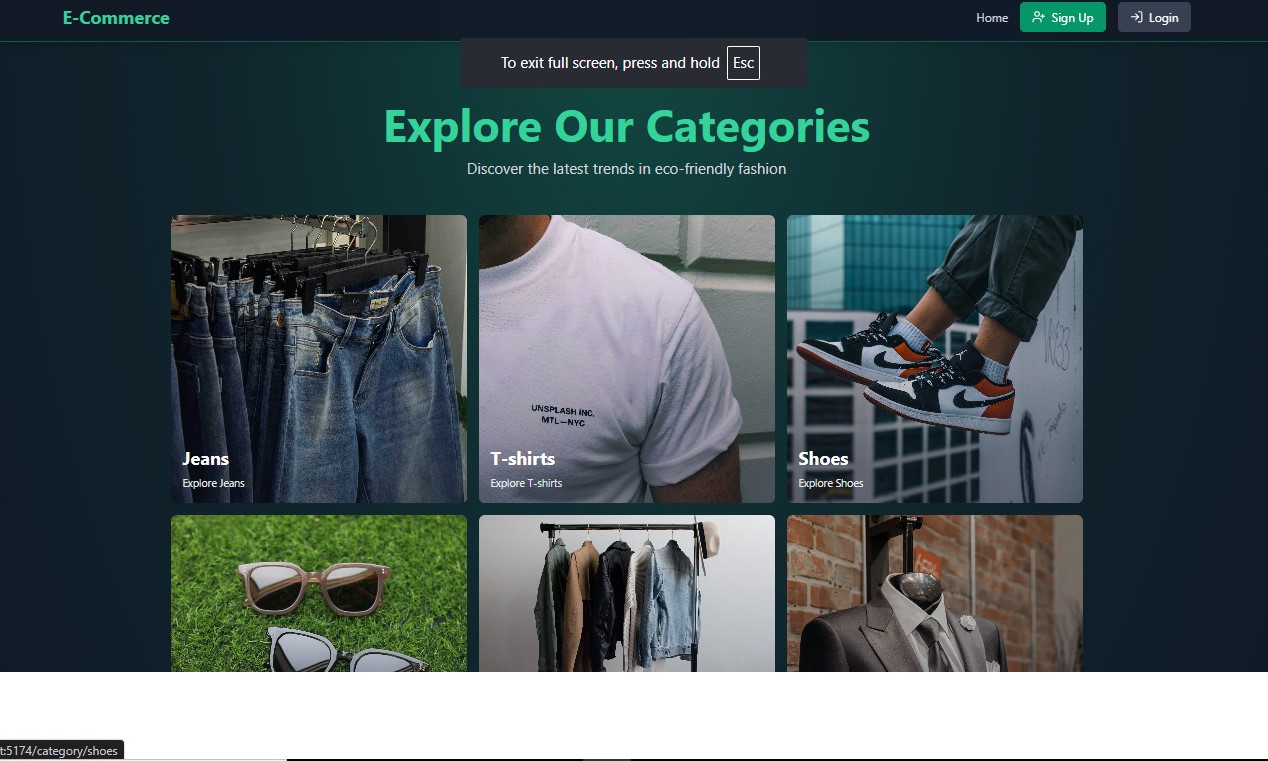 E-Commerce
Home
Sign Up
Login
To exit full screen, press and hold Esc
Explore Our Categories
Discover the latest trends in eco-friendly fashion
UNSPLASH INC,
MTL—NYC
Jeans
Explore Jeans
T-shirts
Explore T-shirts
Shoes
Explore Shoes
t:5174/category/shoes